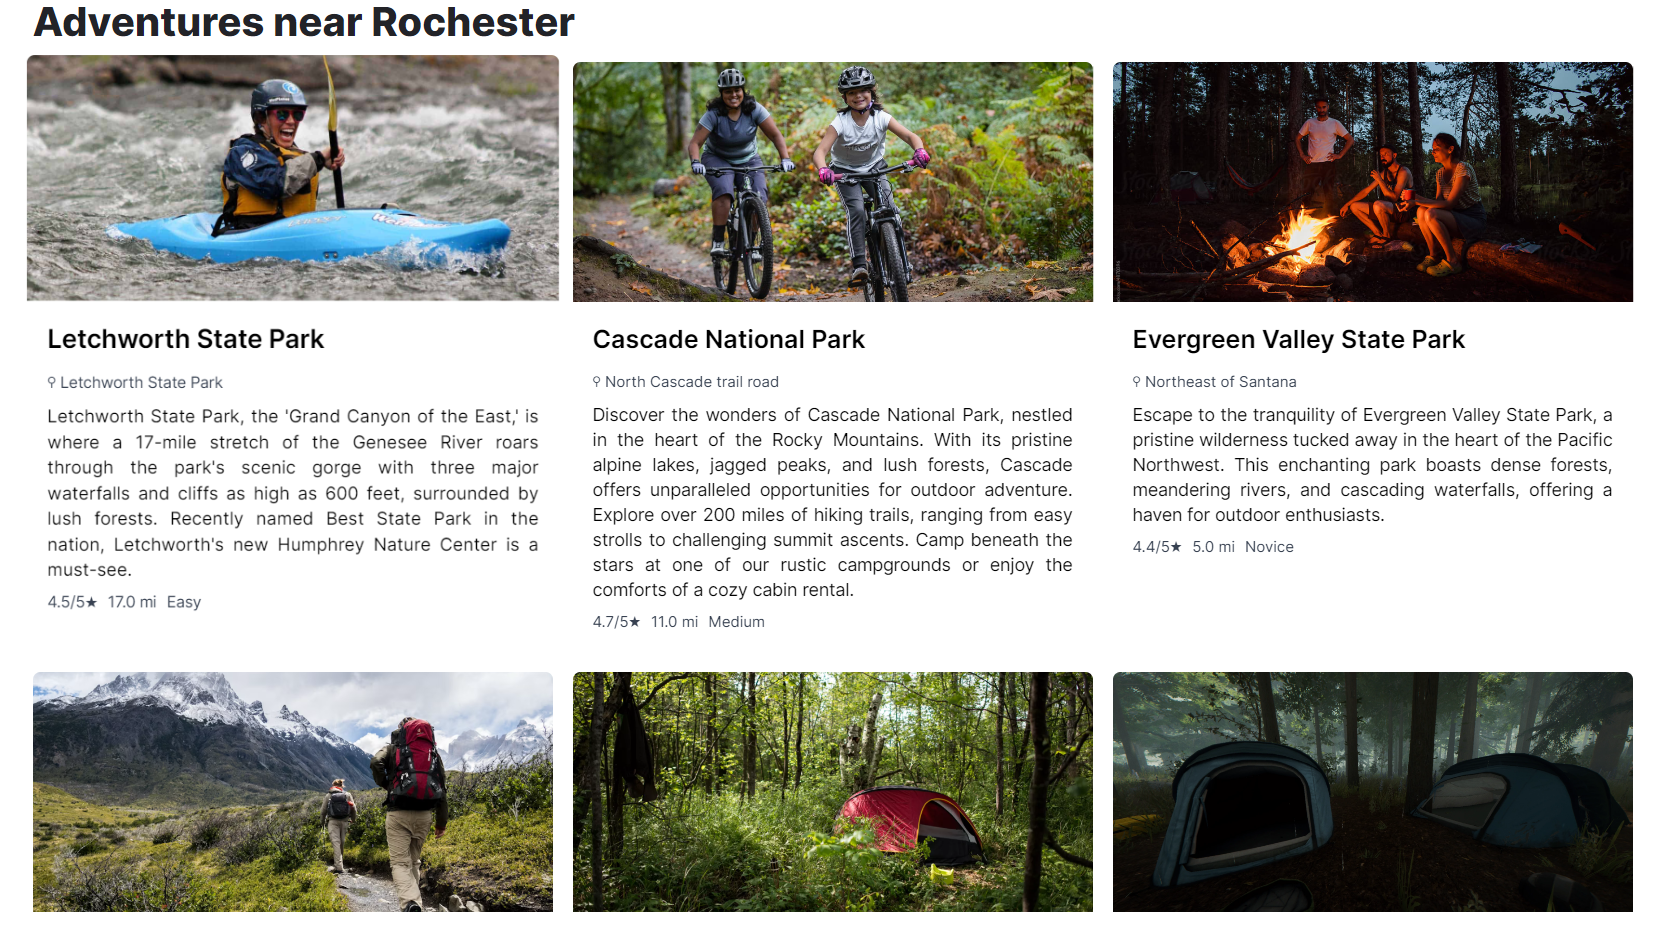 Adventures near Rochester
Letchworth State Park
Letchworth State Park
Letchworth State Park, the 'Grand Canyon of the East,' is
where a 17-mile stretch of the Genesee River roars
through the park's scenic gorge with three major
waterfalls and cliffs as high as 600 feet, surrounded by
lush forests. Recently named Best State Park in the
nation, Letchworth's new Humphrey Nature Center is a
must-see.
4.5/5★ 17.0 mi Easy
Cascade National Park
North Cascade trail road
Discover the wonders of Cascade National Park, nestled
in the heart of the Rocky Mountains. With its pristine
alpine lakes, jagged peaks, and lush forests, Cascade
offers unparalleled opportunities for outdoor adventure.
Explore over 200 miles of hiking trails, ranging from easy
strolls to challenging summit ascents. Camp beneath the
stars at one of our rustic campgrounds or enjoy the
comforts of a cozy cabin rental.
4.7/5★ 11.0 mi Medium
Evergreen Valley State Park
Northeast of Santana
Escape to the tranquility of Evergreen Valley State Park, a
pristine wilderness tucked away in the heart of the Pacific
Northwest. This enchanting park boasts dense forests,
meandering rivers, and cascading waterfalls, offering a
haven for outdoor enthusiasts.
4.4/5★ 5.0 mi Novice